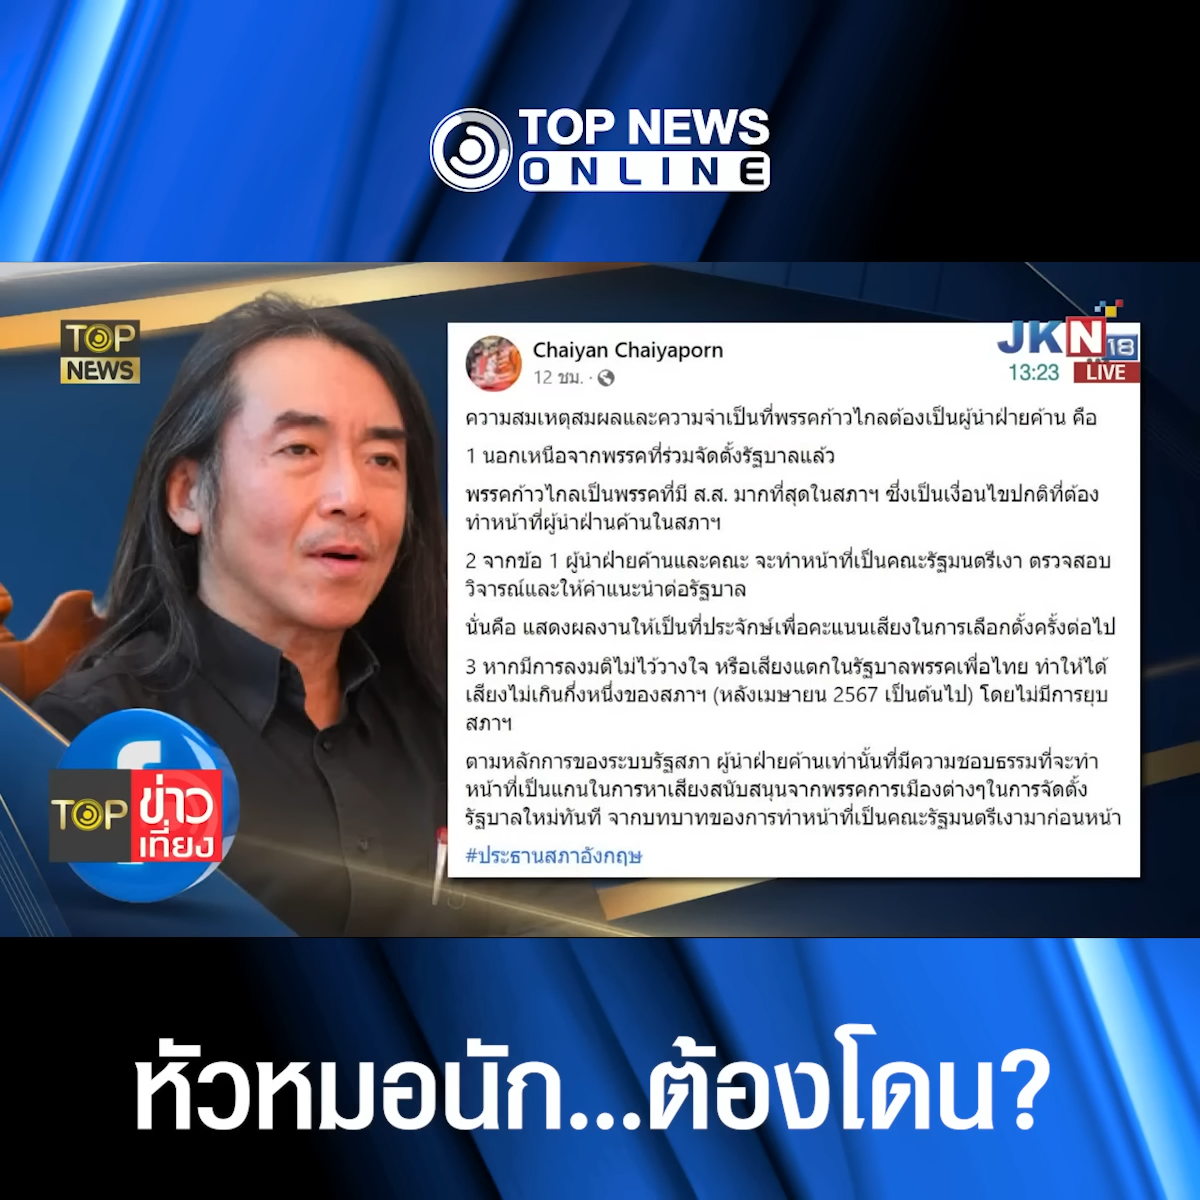 TOP NEWS
ONLINE
TOP
NEWS
JKN18
13:23 LIVE
Chaiyan Chaiyaporn
12 ชม. ·
ความสมเหตุสมผลและความจำเป็นที่พรรคก้าวไกลต้องเป็นผู้นำฝ่ายค้าน คือ
1 นอกเหนือจากพรรคที่ร่วมจัดตั้งรัฐบาลแล้ว
พรรคก้าวไกลเป็นพรรคที่มี ส.ส. มากที่สุดในสภาฯ ซึ่งเป็นเงื่อนไขปกติที่ต้อง
ทำหน้าที่ผู้นำฝ่านค้านในสภาฯ
2 จากข้อ 1 ผู้นำฝ่ายค้านและคณะ จะทำหน้าที่เป็นคณะรัฐมนตรีเงา ตรวจสอบ
วิจารณ์และให้คำแนะนำต่อรัฐบาล
นั่นคือ แสดงผลงานให้เป็นที่ประจักษ์เพื่อคะแนนเสียงในการเลือกตั้งครั้งต่อไป
3 หากมีการลงมติไม่ไว้วางใจ หรือเสียงแตกในรัฐบาลพรรคเพื่อไทย ทำให้ได้
เสียงไม่เกินกึ่งหนึ่งของสภาฯ (หลังเมษายน 2567 เป็นต้นไป) โดยไม่มีการยุบ
สภาฯ
ตามหลักการของระบบรัฐสภา ผู้นำฝ่ายค้านเท่านั้นที่มีความชอบธรรมที่จะทำ
หน้าที่เป็นแกนในการหาเสียงสนับสนุนจากพรรคการเมืองต่างๆในการจัดตั้ง
รัฐบาลใหม่ทันที จากบทบาทของการทำหน้าที่เป็นคณะรัฐมนตรีเงามาก่อนหน้า
#ประธานสภาอังกฤษ
TOP ข่าว
เที่ยง
หัวหมอนัก...ต้องโดน?